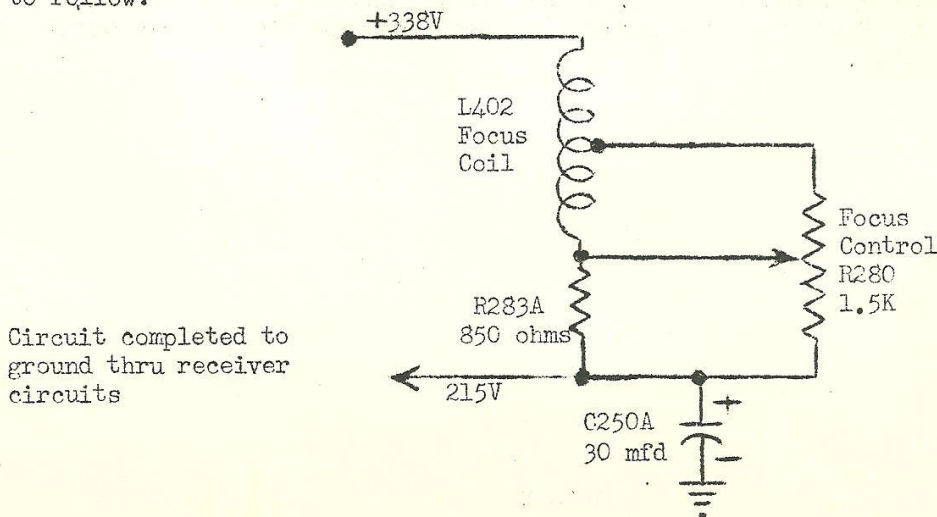 to follow.
+338V
L402
Focus
Coil
Focus
Control
R280
1.5K
R283A
850 ohms
Circuit completed to
ground thru receiver
circuits
215V
C250A
30 mfd
+
-